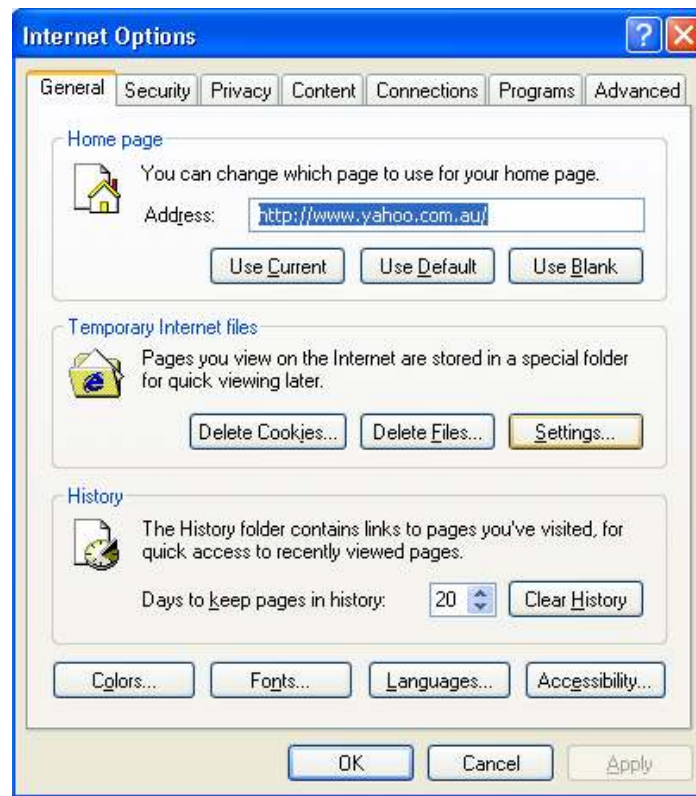 Internet Options
General Security Privacy Content Connections Programs Advanced
Home page
You can change which page to use for your home page.
Address: http://www.yahoo.com.au/
Use Current Use Default Use Blank
Temporary Internet files
Pages you view on the Internet are stored in a special folder
for quick viewing later.
Delete Cookies... Delete Files... Settings...
History
The History folder contains links to pages you've visited, for
quick access to recently viewed pages.
Days to keep pages in history: 20 Clear History
Colors... Fonts... Languages... Accessibility...
OK Cancel Apply